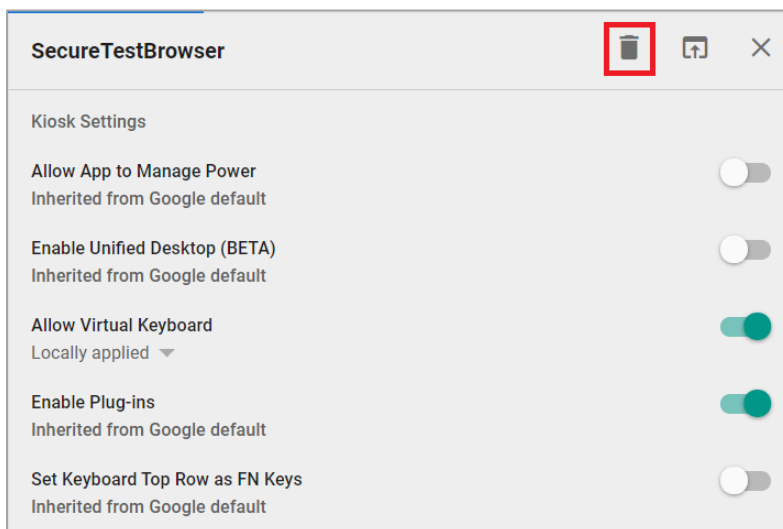 SecureTestBrowser
Kiosk Settings
Allow App to Manage Power
Inherited from Google default
Enable Unified Desktop (BETA)
Inherited from Google default
Allow Virtual Keyboard
Locally applied
Enable Plug-ins
Inherited from Google default
Set Keyboard Top Row as FN Keys
Inherited from Google default